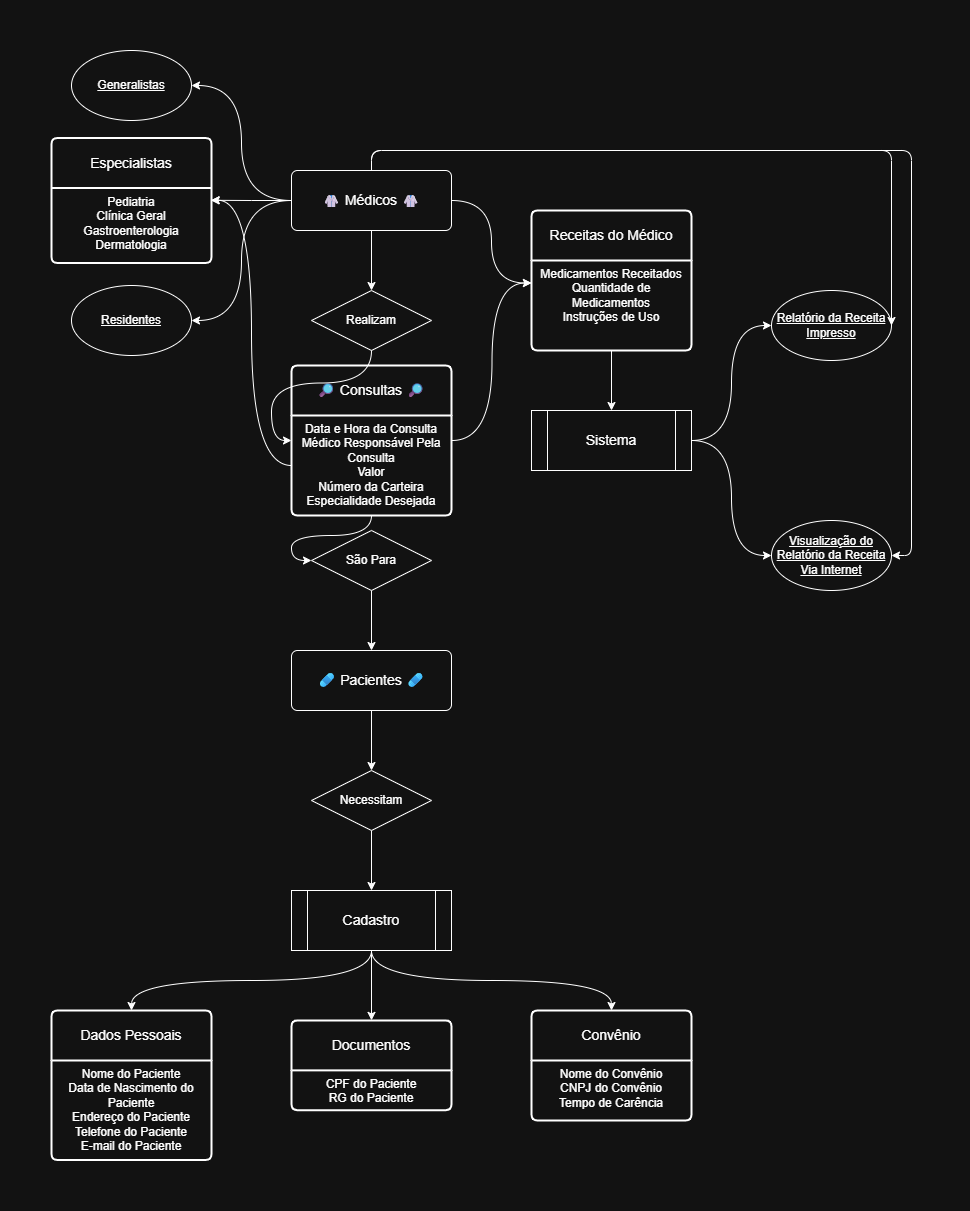 Generalistas
Especialistas
Pediatria
Clínica Geral
Gastroenterologia
Dermatologia
Residentes
Médicos
Realizam
Consultas
Data e Hora da Consulta
Médico Responsável Pela
Consulta
Valor
Número da Carteira
Especialidade Desejada
São Para
Receitas do Médico
Medicamentos Receitados
Quantidade de
Medicamentos
Instruções de Uso
Sistema
Relatório da Receita
Impresso
Visualização do
Relatório da Receita
Via Internet
Pacientes
Necessitam
Cadastro
Dados Pessoais
Nome do Paciente
Data de Nascimento do
Paciente
Endereço do Paciente
Telefone do Paciente
E-mail do Paciente
Documentos
CPF do Paciente
RG do Paciente
Convênio
Nome do Convênio
CNPJ do Convênio
Tempo de Carência